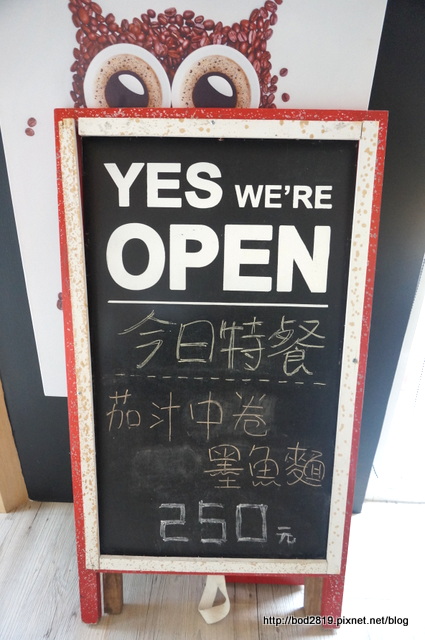 YES WE'RE
OPEN
今日特餐
茄汁中卷
墨魚麵
250元
http://bod2819.pixnet.net/blog